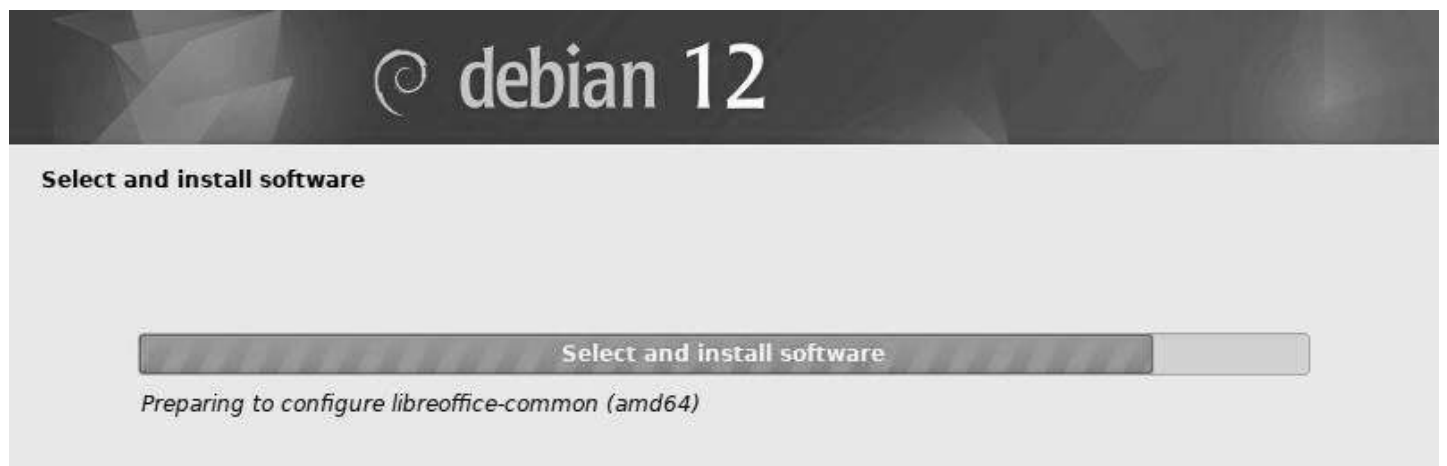 debian 12
Select and install software
Select and install software
Preparing to configure libreoffice-common (amd64)